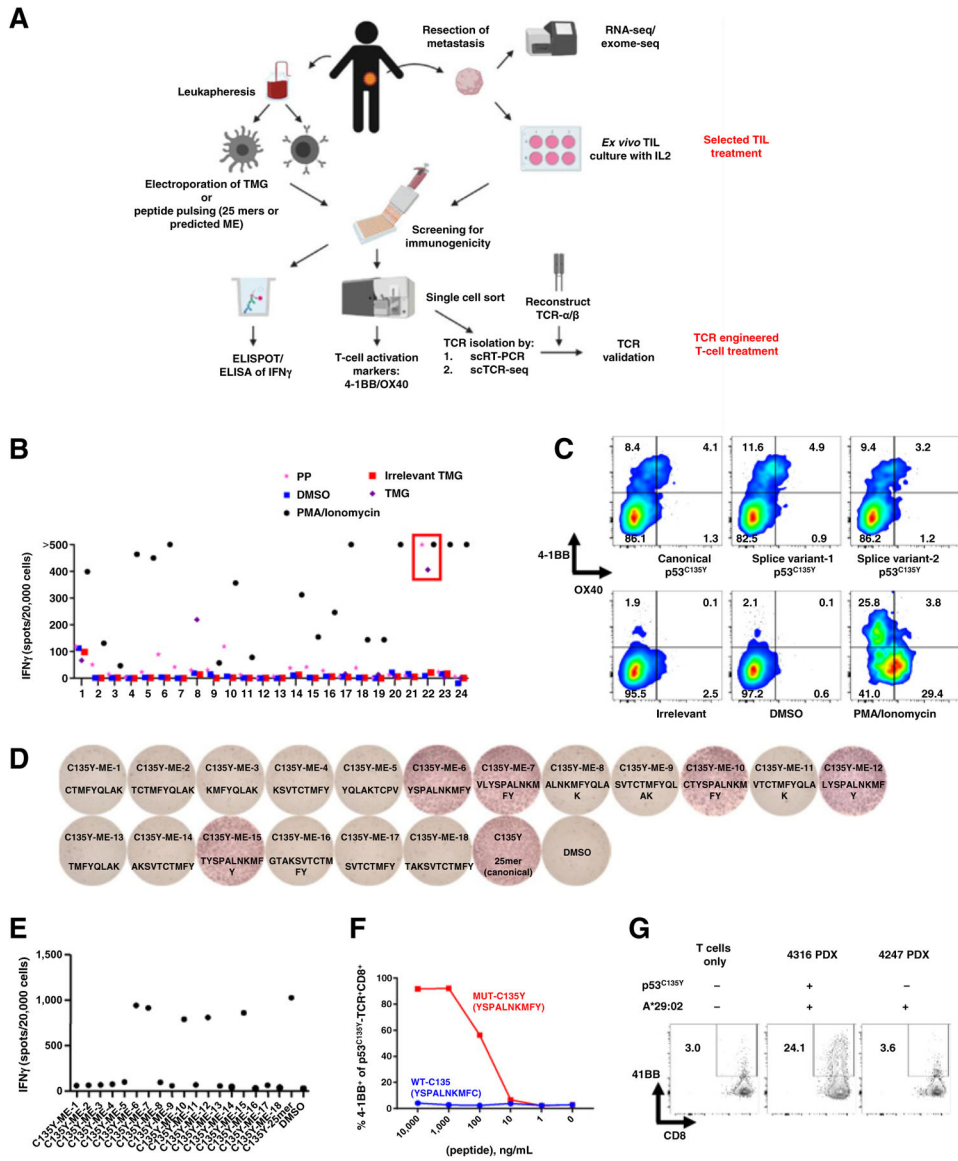 A
Resection of
metastasis
RNA-seq/
exome-seq
Leukapheresis
Ex vivo TIL
culture with IL2
Selected TIL
treatment
Electroporation of TMG
or
peptide pulsing (25 mers or
predicted ME)
Screening for
immunogenicity
Single cell sort
Reconstruct
TCR-α/β
ELISPOT/
ELISA of IFNγ
T-cell activation
markers:
4-1BB/OX40
TCR isolation by:
1. scRT-PCR
2. scTCR-seq
TCR
validation
TCR engineered
T-cell treatment
B
PP
DMSO
PMA/Ionomycin
Irrelevant TMG
TMG
IFNγ (spots/20,000 cells)
>500
400
300
200
100
0
1 2 3 4 5 6 7 8 9 10 11 12 13 14 15 16 17 18 19 20 21 22 23 24
C
8.4 4.1 11.6 4.9 9.4 3.2
86.1 1.3 82.5 0.9 86.2 1.2
4-1BB
OX40
Canonical
p53C135Y
Splice variant-1
p53C135Y
Splice variant-2
p53C135Y
1.9 0.1 2.1 0.1 25.8 3.8
95.5 2.5 97.2 0.6 41.0 29.4
Irrelevant DMSO PMA/Ionomycin
D
C135Y-ME-1
CTMFYQLAK
C135Y-ME-2
TCTMFYQLAK
C135Y-ME-3
KMFYQLAK
C135Y-ME-4
KSVTCTMFY
C135Y-ME-5
YQLAKTCPV
C135Y-ME-6
YSPALNKMFY
C135Y-ME-7
VLYSPALNKM
FY
C135Y-ME-8
ALNKMFYQLA
K
C135Y-ME-9
SVTCTMFYQL
AK
C135Y-ME-10
CTYSPALNKM
FY
C135Y-ME-11
VTCTMFYQLA
K
C135Y-ME-12
LYSPALNKMF
Y
C135Y-ME-13
TMFYQLAK
C135Y-ME-14
AKSVTCTMFY
C135Y-ME-15
TYSPALNKMF
Y
C135Y-ME-16
GTAKSVTCTM
FY
C135Y-ME-17
SVTCTMFY
C135Y-ME-18
TAKSVTCTMFY
C135Y
25mer
(canonical)
DMSO
E
IFNγ (spots/20,000 cells)
1,500
1,000
500
0
C135Y-ME-1
C135Y-ME-2
C135Y-ME-3
C135Y-ME-4
C135Y-ME-5
C135Y-ME-6
C135Y-ME-7
C135Y-ME-8
C135Y-ME-9
C135Y-ME-10
C135Y-ME-11
C135Y-ME-12
C135Y-ME-13
C135Y-ME-14
C135Y-ME-15
C135Y-ME-16
C135Y-ME-17
C135Y-ME-18
C135Y-25mer
DMSO
F
% 4-1BB+ of p53C135Y-TCR+CD8+
100
80
60
40
20
0
MUT-C135Y
(YSPALNKMFY)
WT-C135
(YSPALNKMFC)
10,000
1,000
100
10
1
0
(peptide), ng/mL
G
T cells
only
4316 PDX
4247 PDX
p53C135Y – + –
A*29:02 – + +
3.0 24.1 3.6
41BB
CD8